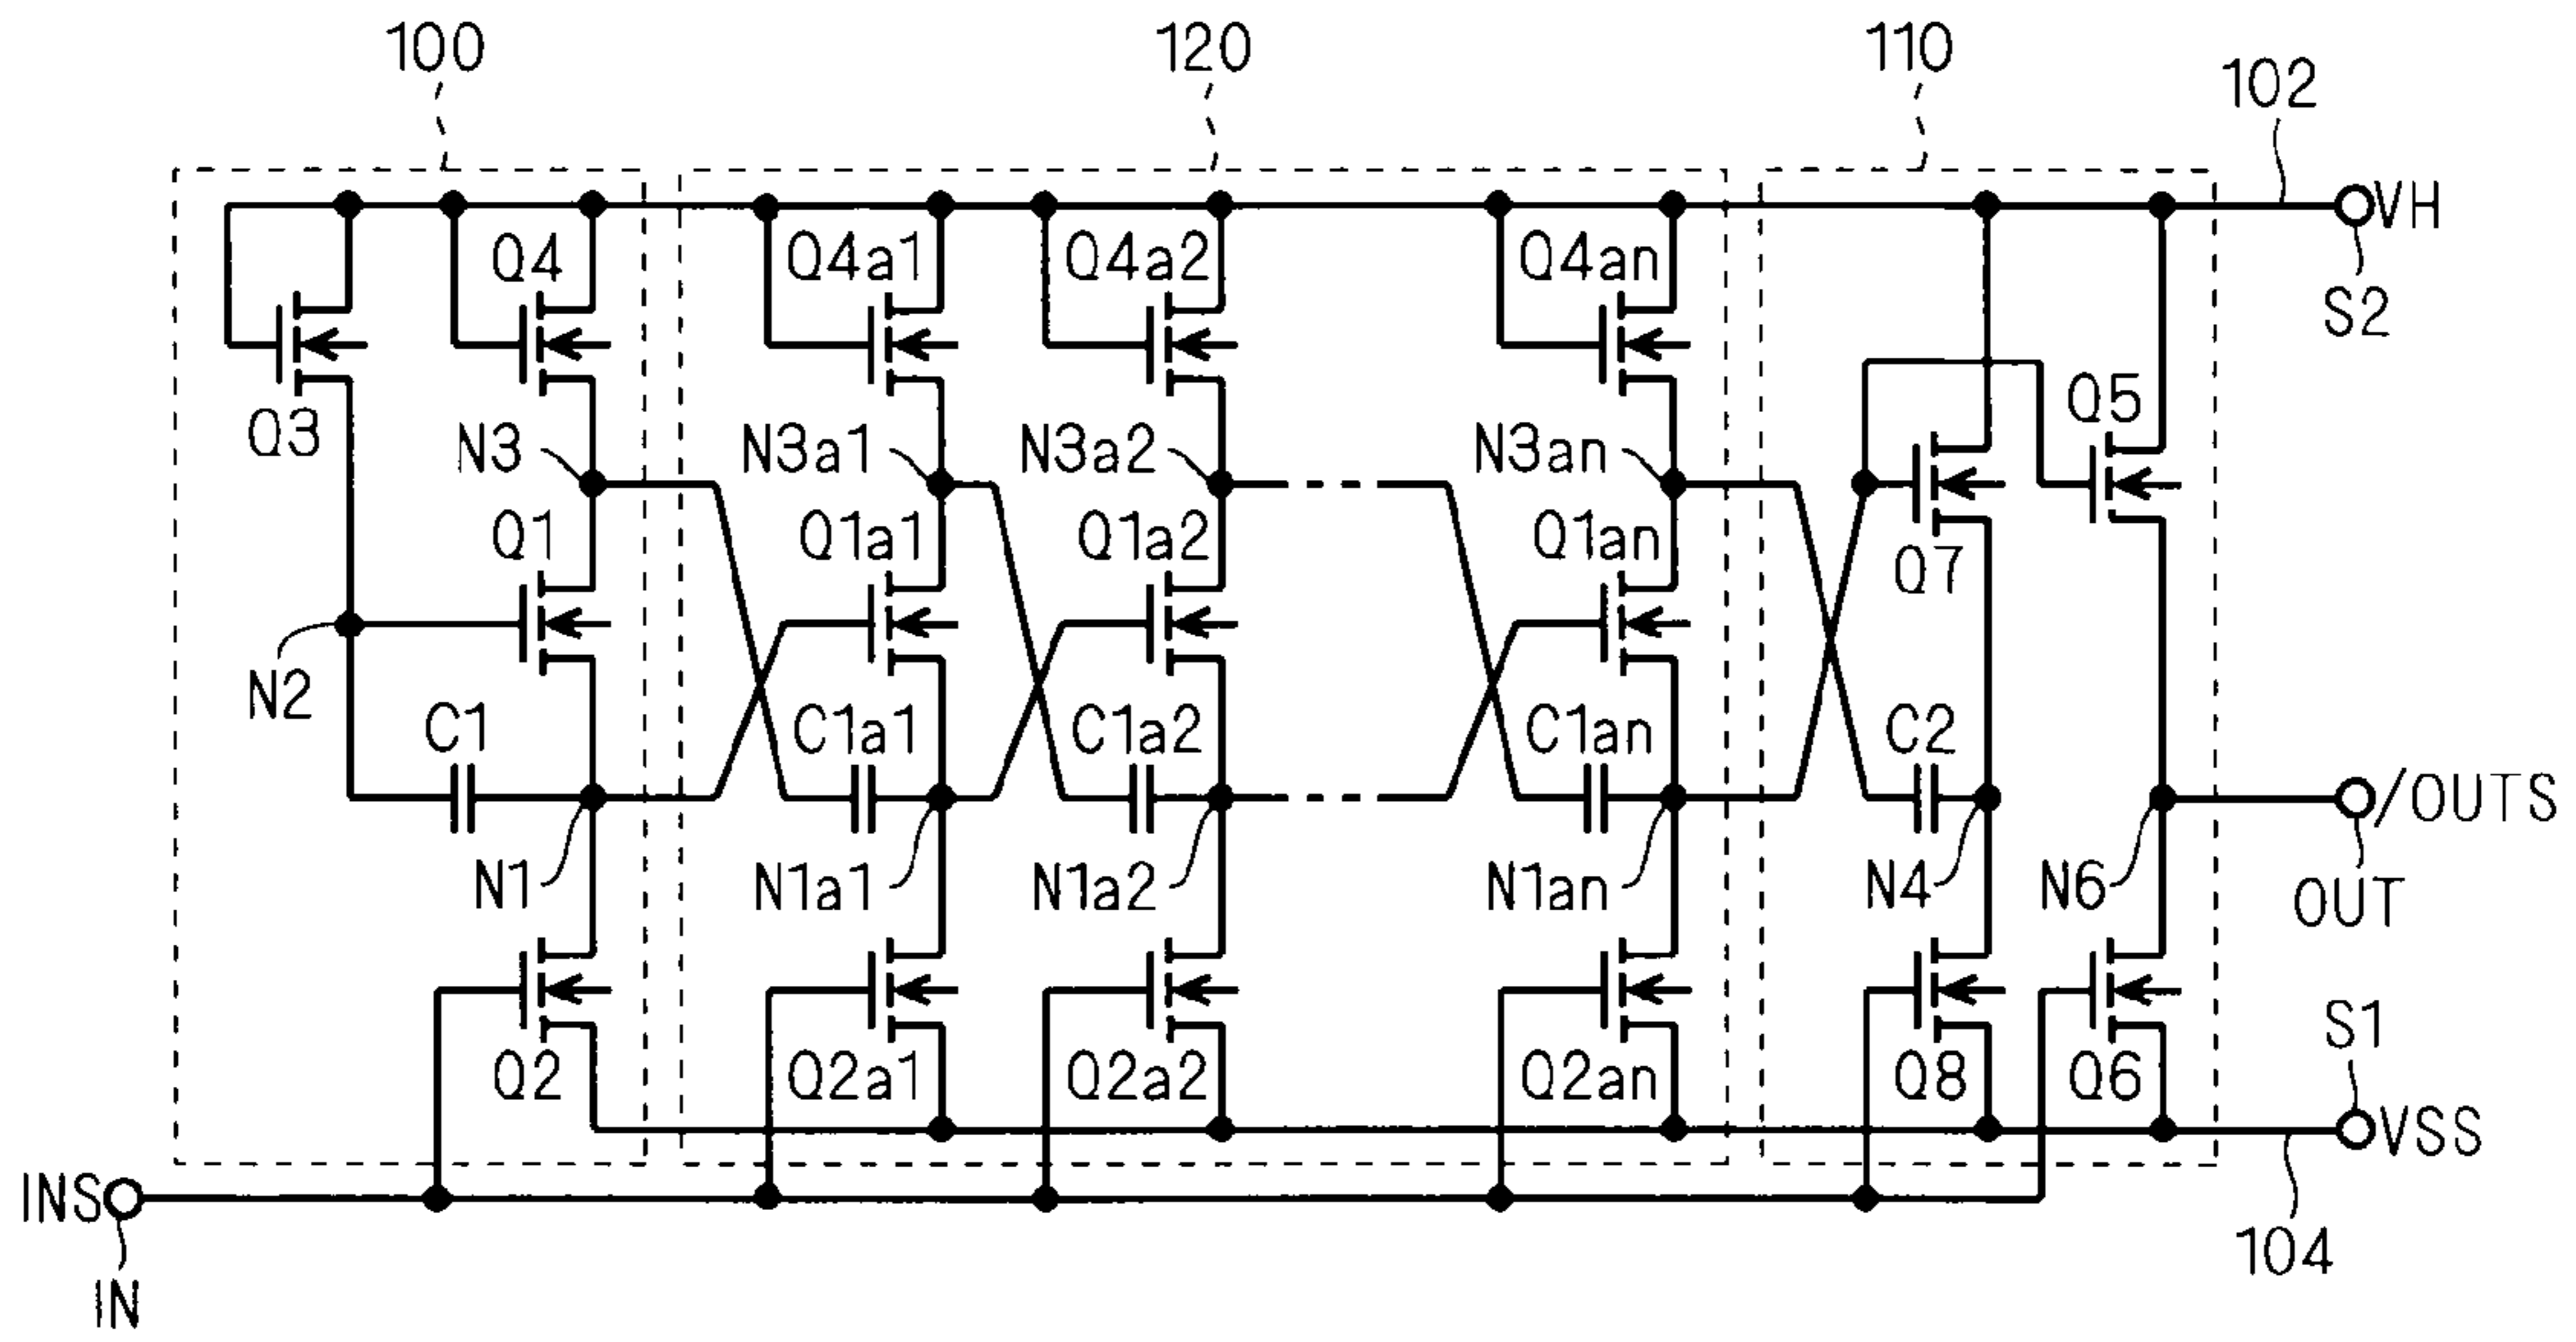 100 120 110
102
VH
Q4 Q4a1 Q4a2 Q4an
S2
Q3 N3 N3a1 N3a2 N3an Q5
Q1 Q1a1 Q1a2 Q1an Q7
N2
C1 C1a1 C1a2 C1an C2
/OUTS
N1 N1a1 N1a2 N1an N4 N6 OUT
S1
Q2 Q2a1 Q2a2 Q2an Q8 Q6
VSS
INS
104
IN